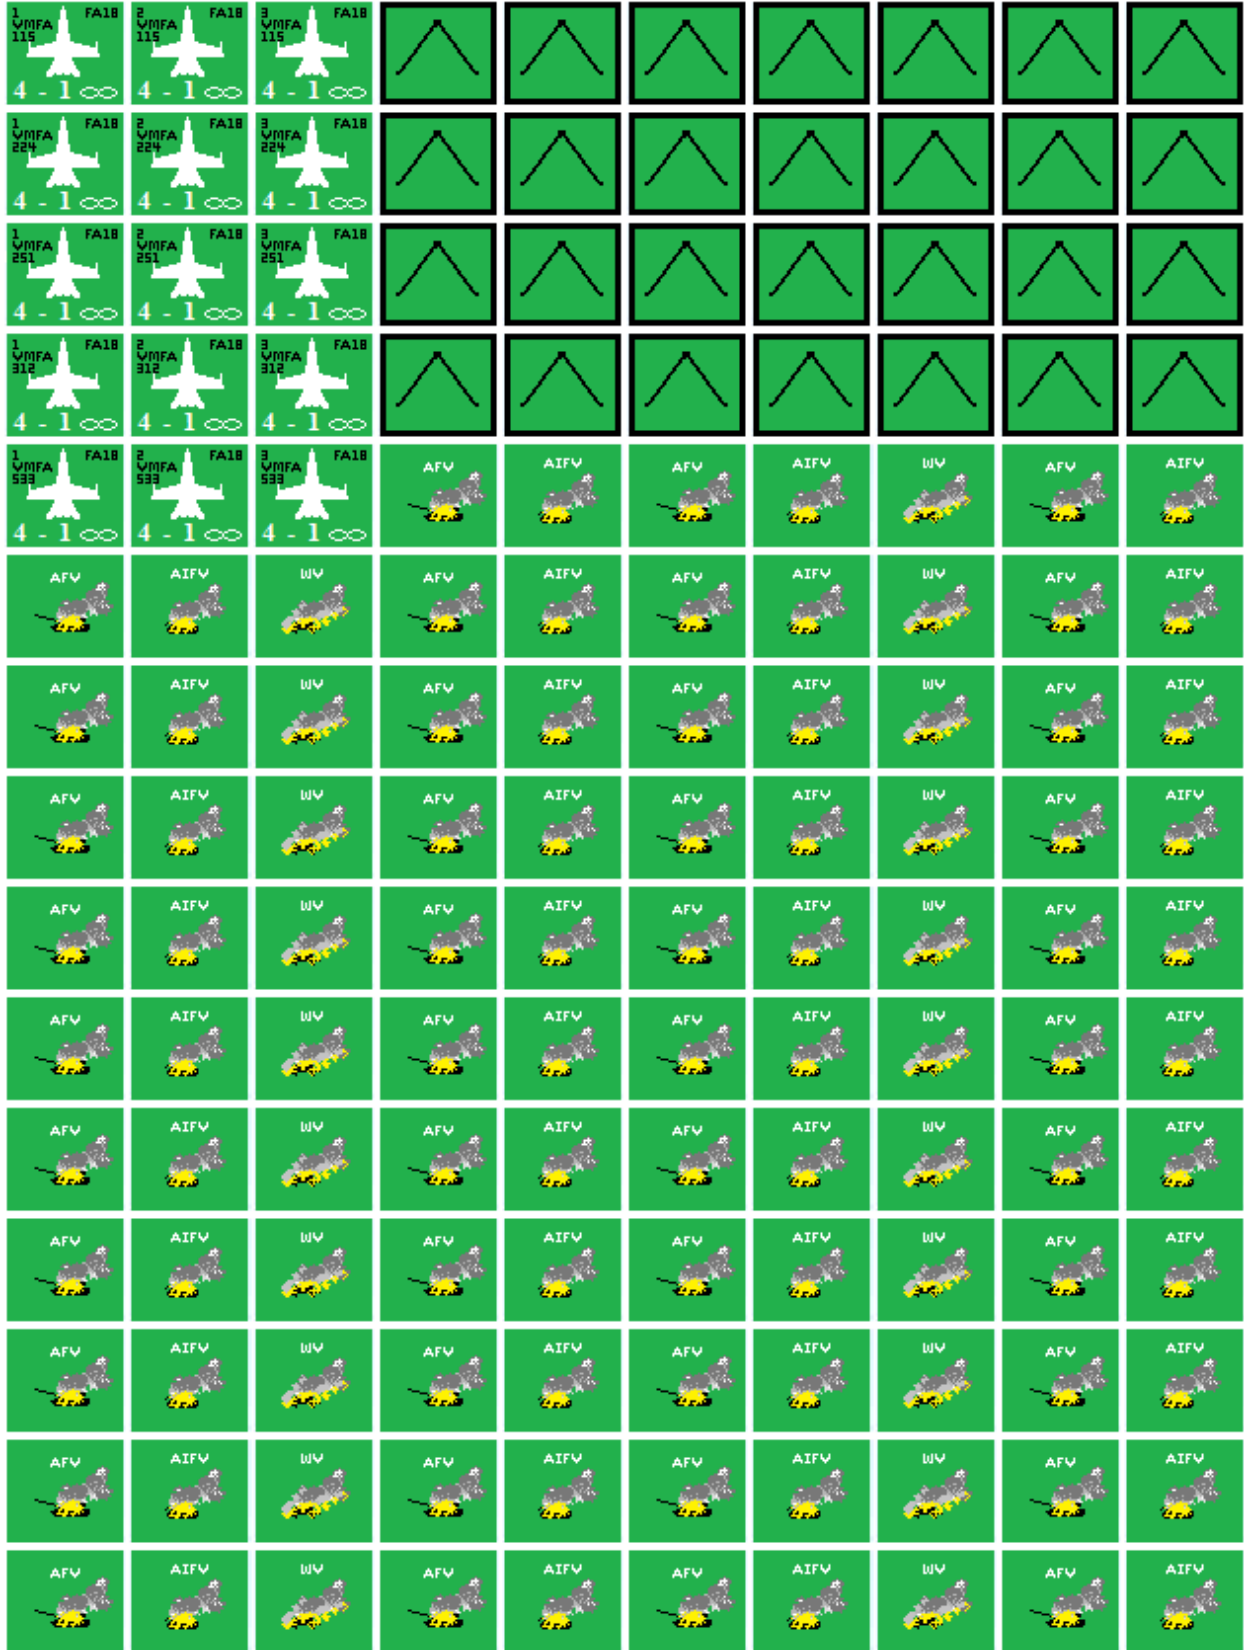 1 FA18 2 FA18 3 FA18
VMFA VMFA VMFA
115 115 115
4 - 1 ∞ 4 - 1 ∞ 4 - 1 ∞
1 FA18 2 FA18 3 FA18
VMFA VMFA VMFA
224 224 224
4 - 1 ∞ 4 - 1 ∞ 4 - 1 ∞
1 FA18 2 FA18 3 FA18
VMFA VMFA VMFA
251 251 251
4 - 1 ∞ 4 - 1 ∞ 4 - 1 ∞
1 FA18 2 FA18 3 FA18
VMFA VMFA VMFA
312 312 312
4 - 1 ∞ 4 - 1 ∞ 4 - 1 ∞
1 FA18 2 FA18 3 FA18
VMFA VMFA VMFA AFV AIFV AFV AIFV WV AFV AIFV
533 533 533
4 - 1 ∞ 4 - 1 ∞ 4 - 1 ∞
AFV AIFV WV AFV AIFV AFV AIFV WV AFV AIFV
AFV AIFV WV AFV AIFV AFV AIFV WV AFV AIFV
AFV AIFV WV AFV AIFV AFV AIFV WV AFV AIFV
AFV AIFV WV AFV AIFV AFV AIFV WV AFV AIFV
AFV AIFV WV AFV AIFV AFV AIFV WV AFV AIFV
AFV AIFV WV AFV AIFV AFV AIFV WV AFV AIFV
AFV AIFV WV AFV AIFV AFV AIFV WV AFV AIFV
AFV AIFV WV AFV AIFV AFV AIFV WV AFV AIFV
AFV AIFV WV AFV AIFV AFV AIFV WV AFV AIFV
AFV AIFV WV AFV AIFV AFV AIFV WV AFV AIFV